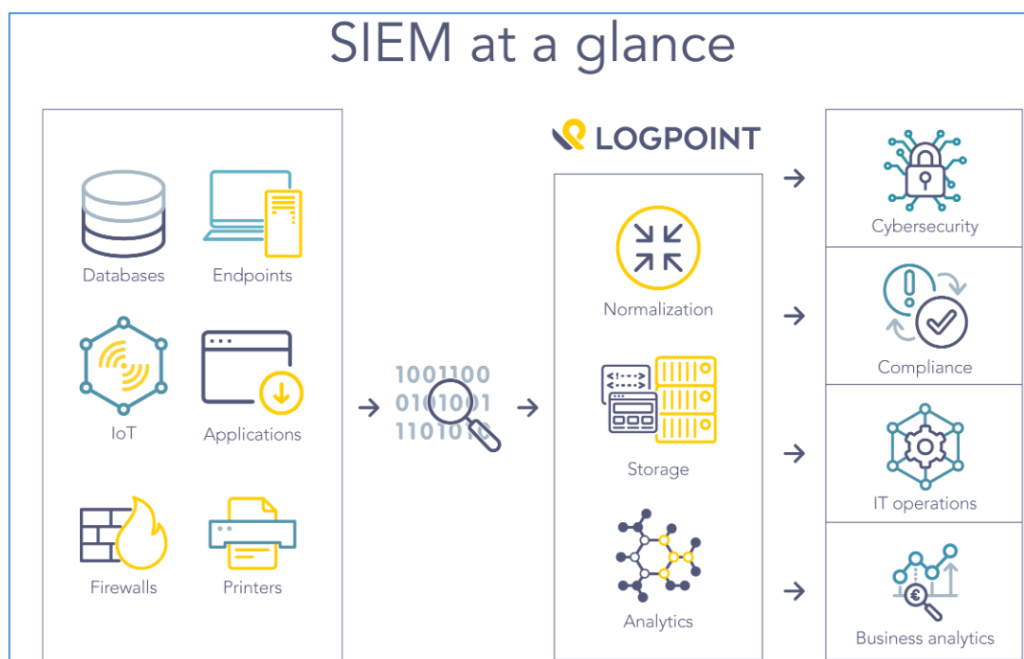 SIEM at a glance
Databases
Endpoints
IoT
Applications
Firewalls
Printers
1001100
0101001
1101010
LOGPOINT
Normalization
<!---->
<---->
Storage
Analytics
Cybersecurity
Compliance
IT operations
€
Business analytics